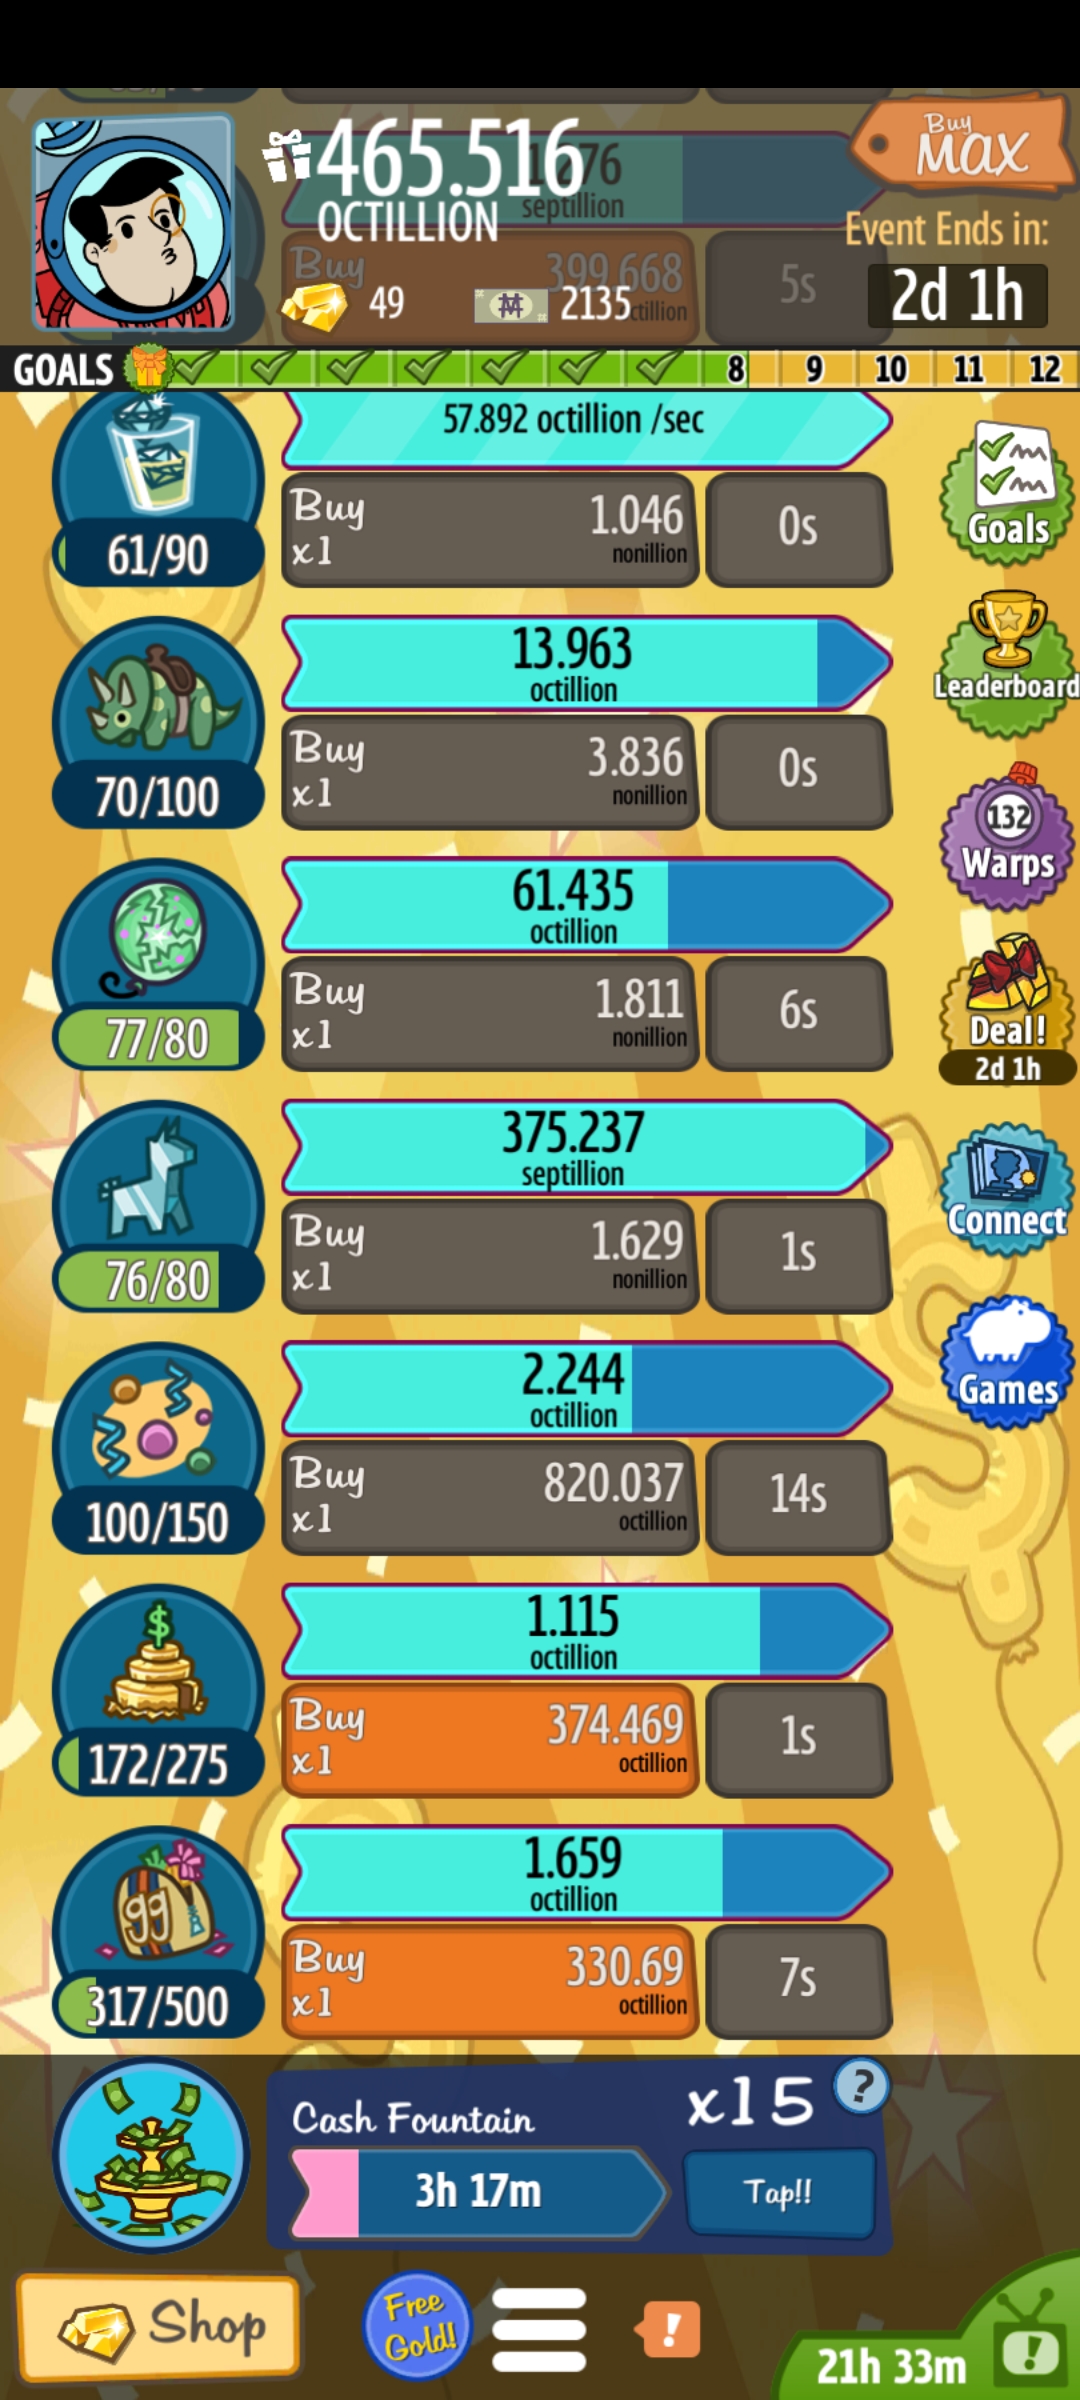 Buy
MAX
465.516
OCTILLION
1.276
septillion
Event Ends in:
Buy
399.668
5s
49
2135
2d 1h
GOALS 8 9 10 11 12
57.892 octillion /sec
Buy
x1
1.046
nonillion
0s
61/90
Goals
13.963
octillion
Leaderboard
Buy
x1
3.836
nonillion
0s
70/100
132
Warps
61.435
octillion
Buy
x1
1.811
nonillion
6s
77/80
Deal!
2d 1h
375.237
septillion
Buy
x1
1.629
nonillion
1s
76/80
Connect
2.244
octillion
Games
Buy
x1
820.037
octillion
14s
100/150
$
1.115
octillion
Buy
x1
374.469
octillion
1s
172/275
gg
1.659
octillion
Buy
x1
330.69
octillion
7s
317/500
Cash Fountain
x15
?
3h 17m
Tap!!
Shop
Free
Gold!
!
!
21h 33m